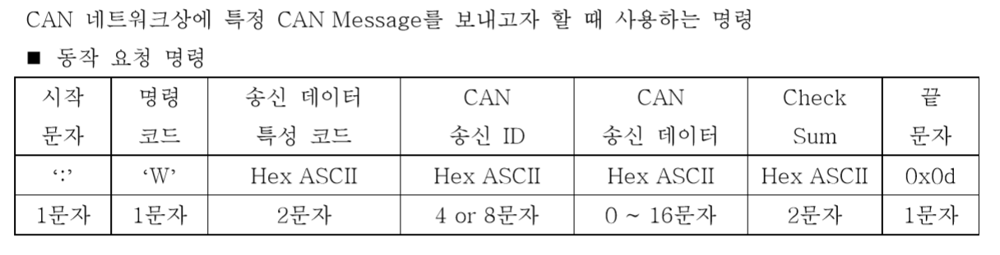 CAN 네트워크상에 특정 CAN Message를 보내고자 할 때 사용하는 명령
■ 동작 요청 명령
시작 문자 명령 코드 송신 데이터 특성 코드 CAN 송신 ID CAN 송신 데이터 Check Sum 끝 문자
‘:’ ‘W’ Hex ASCII Hex ASCII Hex ASCII Hex ASCII 0x0d
1문자 1문자 2문자 4 or 8문자 0 ~ 16문자 2문자 1문자